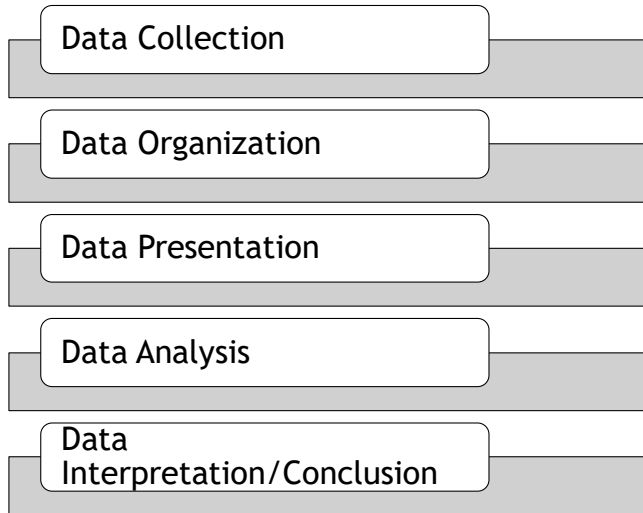 Data Collection
Data Organization
Data Presentation
Data Analysis
Data
Interpretation/Conclusion